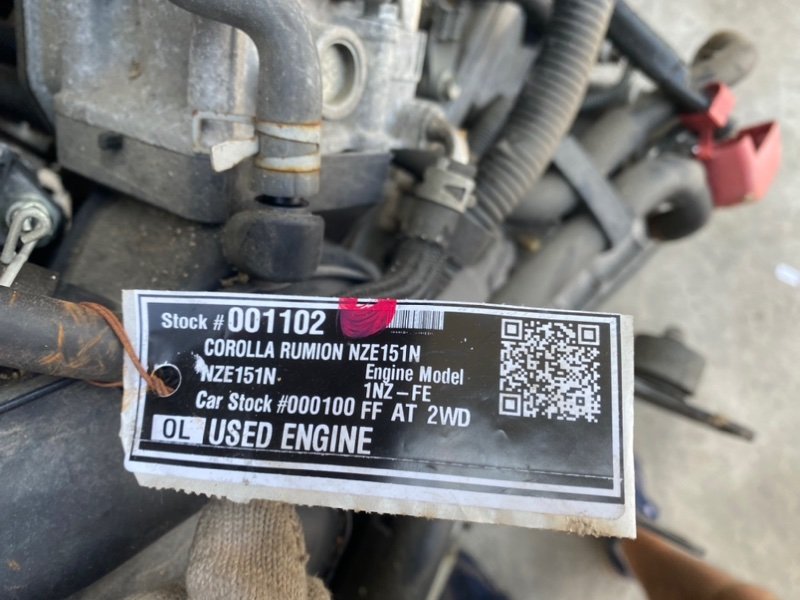 Stock # 001102
COROLLA RUMION NZE151N
NZE151N Engine Model
1NZ-FE
Car Stock #000100 FF AT 2WD
OL USED ENGINE